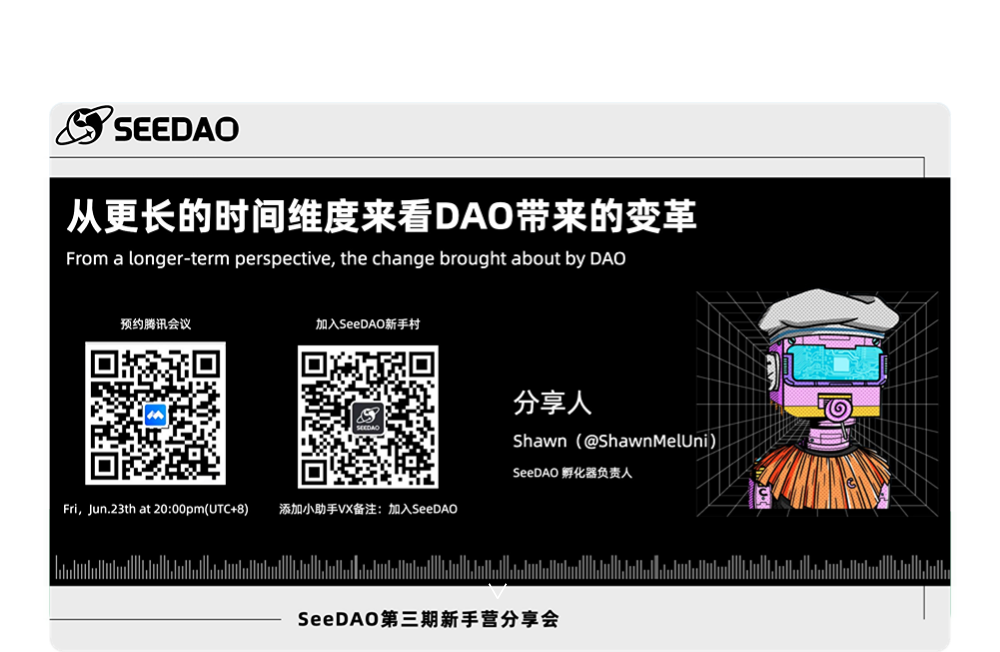 SEEDAO
从更长的时间维度来看DAO带来的变革
From a longer-term perspective, the change brought about by DAO
预约腾讯会议
加入SeeDAO新手村
SEEDAO
分享人
Shawn（@ShawnMelUni）
SeeDAO 孵化器负责人
Fri，Jun.23th at 20:00pm(UTC+8)
添加小助手VX备注：加入SeeDAO
SeeDAO第三期新手营分享会